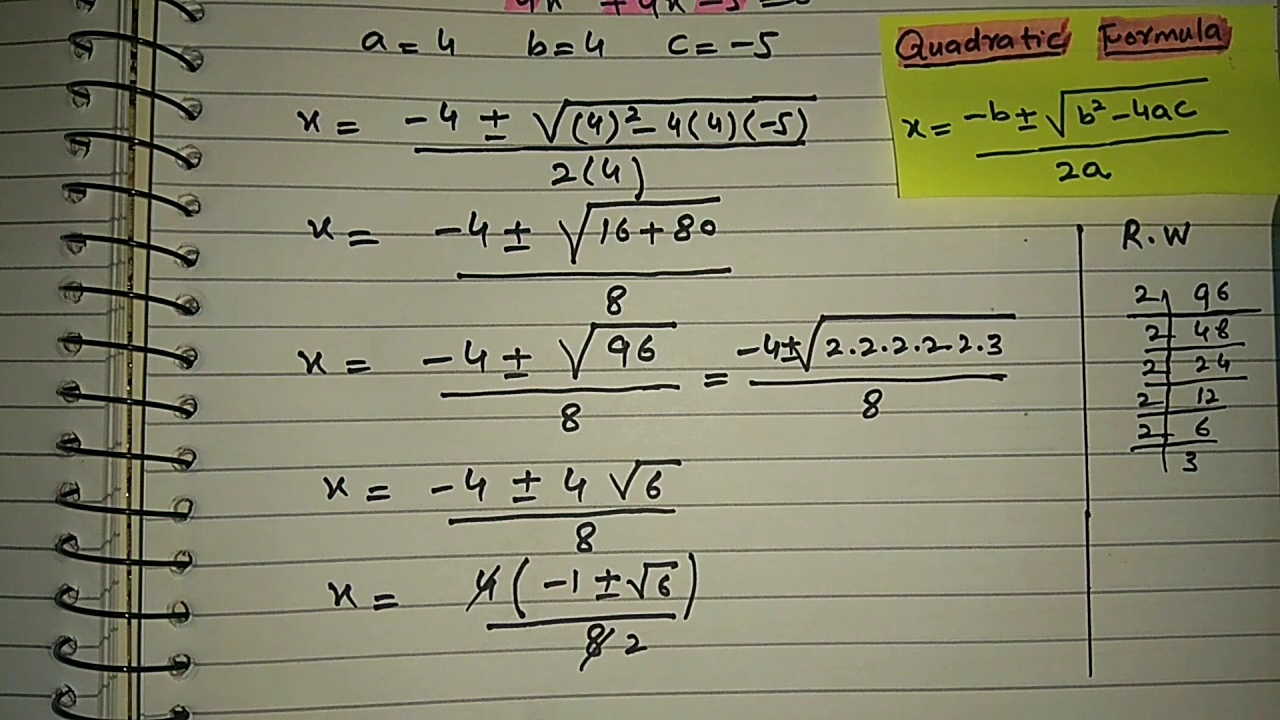 a = 4 b = 4 c = -5
Quadratic Formula
x = -b ± √b² - 4ac
2a
x = -4 ± √(4)² - 4(4)(-5)
2(4)
x = -4 ± √16 + 80
8
x = -4 ± √96 = -4 ± √2.2.2.2.2.3
8 8
x = -4 ± 4 √6
8
x = 4 ( -1 ± √6 )
8 2
R.W
2 96
2 48
2 24
2 12
2 6
3